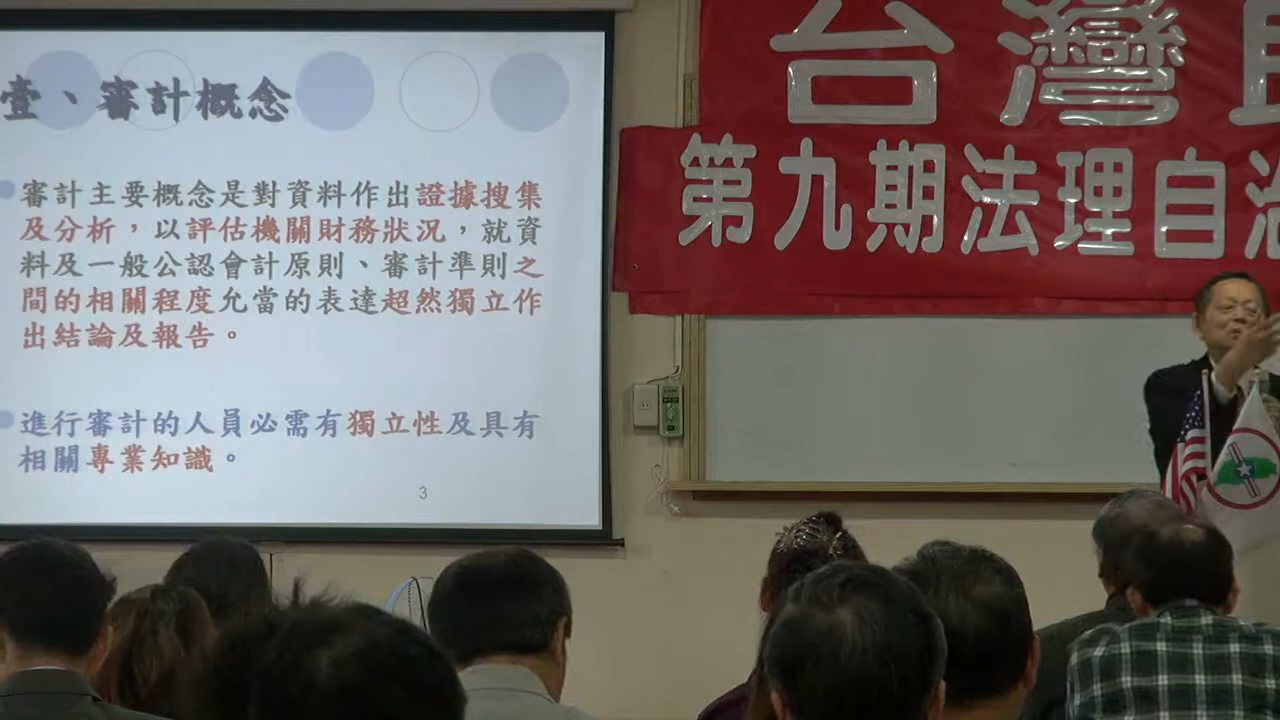 壹、審計概念
審計主要概念是對資料作出證據搜集
及分析，以評估機關財務狀況，就資
料及一般公認會計原則、審計準則之
間的相關程度允當的表達超然獨立作
出結論及報告。
進行審計的人員必需有獨立性及具有
相關專業知識。
3
台灣
第九期法理自治